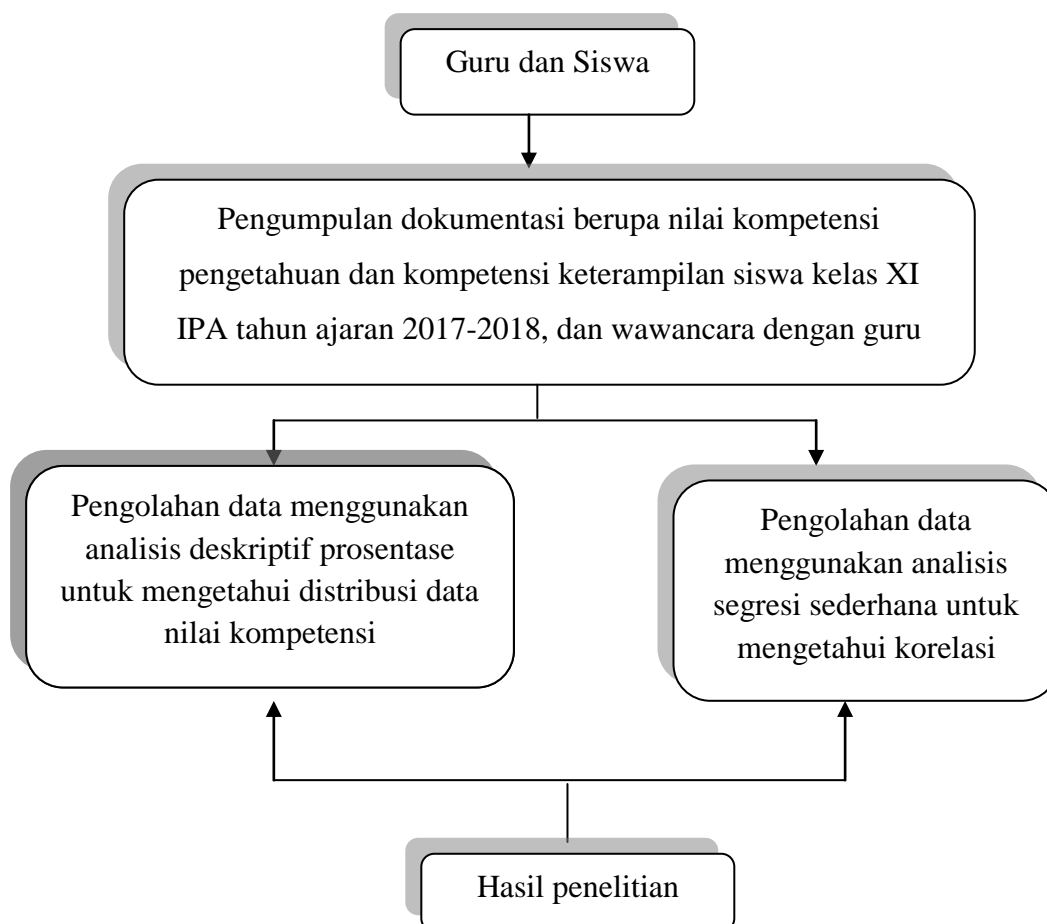 Guru dan Siswa
Pengumpulan dokumentasi berupa nilai kompetensi
pengetahuan dan kompetensi keterampilan siswa kelas XI
IPA tahun ajaran 2017-2018, dan wawancara dengan guru
Pengolahan data menggunakan
analisis deskriptif prosentase
untuk mengetahui distribusi data
nilai kompetensi
Pengolahan data
menggunakan analisis
segresi sederhana untuk
mengetahui korelasi
Hasil penelitian